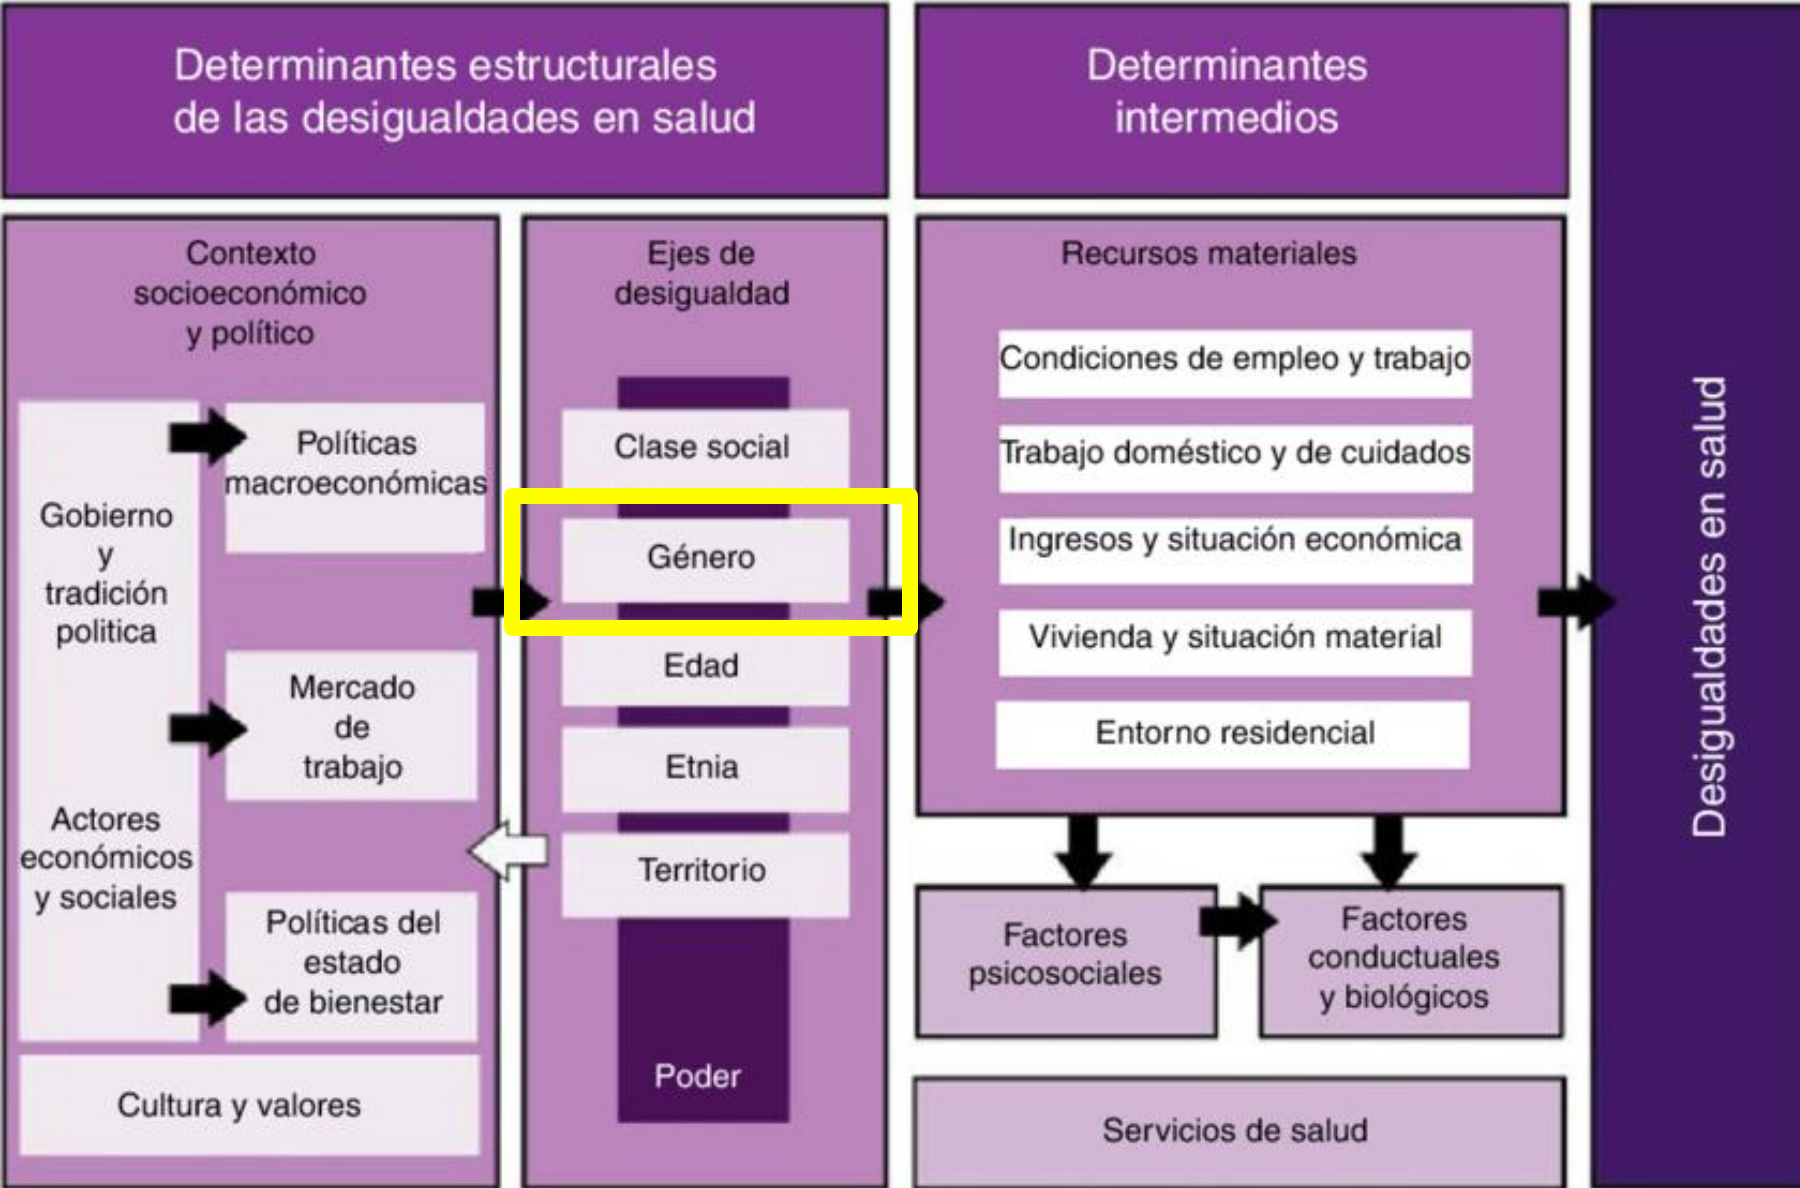 Determinantes estructurales
de las desigualdades en salud
Determinantes
intermedios
Desigualdades en salud
Contexto
socioeconómico
y político
Gobierno
y
tradición
politica
Actores
económicos
y sociales
Políticas
macroeconómicas
Mercado
de
trabajo
Políticas del
estado
de bienestar
Cultura y valores
Ejes de
desigualdad
Clase social
Género
Edad
Etnia
Territorio
Poder
Recursos materiales
Condiciones de empleo y trabajo
Trabajo doméstico y de cuidados
Ingresos y situación económica
Vivienda y situación material
Entorno residencial
Factores
psicosociales
Factores
conductuales
y biológicos
Servicios de salud